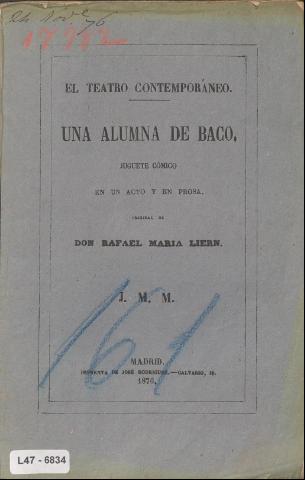 EL TEATRO CONTEMPORÁNEO.
UNA ALUMNA DE BACO,
JUGUETE CÓMICO
EN UN ACTO Y EN PROSA,
ORIGINAL DE
DON RAFAEL MARIA LIERN.
J. M. M.
161
MADRID.
IMPRENTA DE JOSÉ RODRIGUEZ.—CALVARIO, 18.
1876.
L47 - 6834